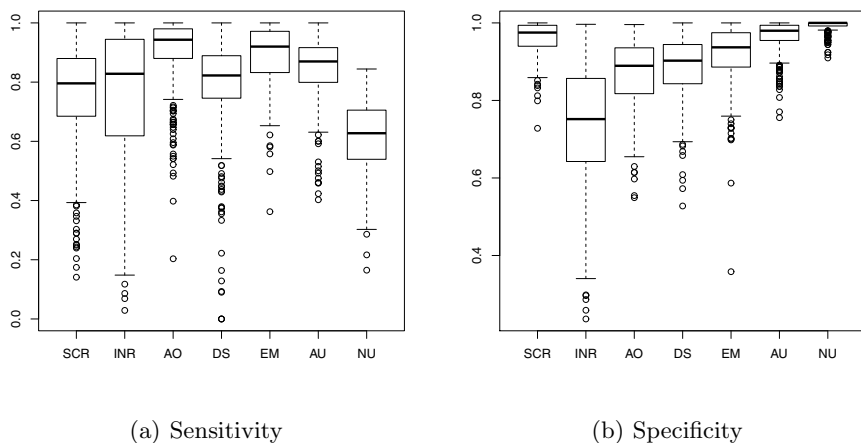 1.0
0.8
0.6
0.4
0.2
0.0
SCR INR AO DS EM AU NU
(a) Sensitivity
1.0
0.8
0.6
0.4
SCR INR AO DS EM AU NU
(b) Specificity